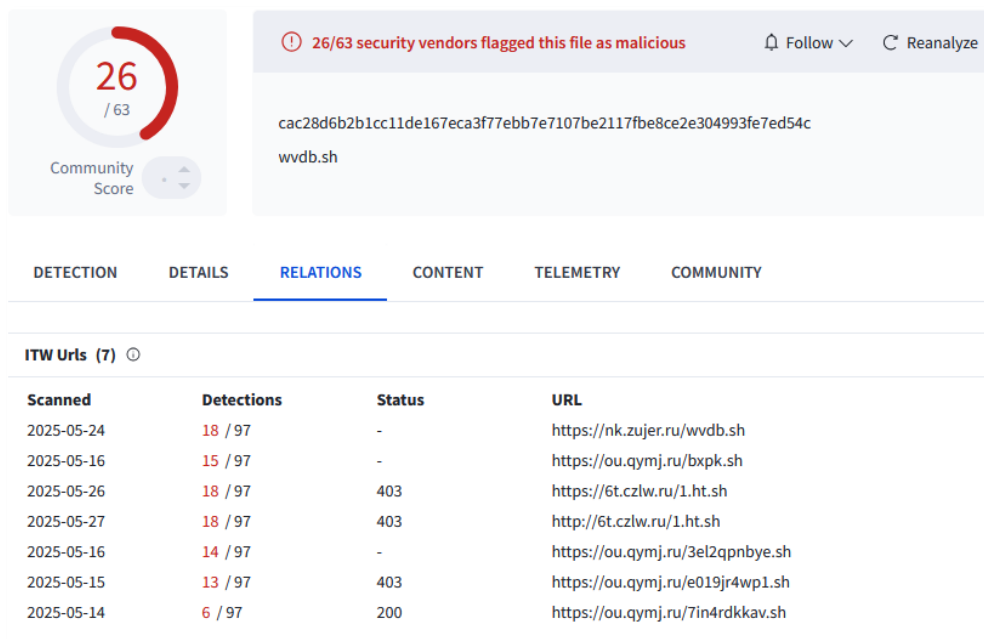 26
/ 63
Community Score
26/63 security vendors flagged this file as malicious
Follow
Reanalyze
cac28d6b2b1cc11de167eca3f77ebb7e7107be2117fbe8ce2e304993fe7ed54c
wvdb.sh
DETECTION DETAILS RELATIONS CONTENT TELEMETRY COMMUNITY
ITW Urls (7)
Scanned Detections Status URL
2025-05-24 18 / 97 - https://nk.zujer.ru/wvdb.sh
2025-05-16 15 / 97 - https://ou.qymj.ru/bxpk.sh
2025-05-26 18 / 97 403 https://6t.czlw.ru/1.ht.sh
2025-05-27 18 / 97 403 http://6t.czlw.ru/1.ht.sh
2025-05-16 14 / 97 - https://ou.qymj.ru/3el2qpnbye.sh
2025-05-15 13 / 97 403 https://ou.qymj.ru/e019jr4wp1.sh
2025-05-14 6 / 97 200 https://ou.qymj.ru/7in4rdkkav.sh